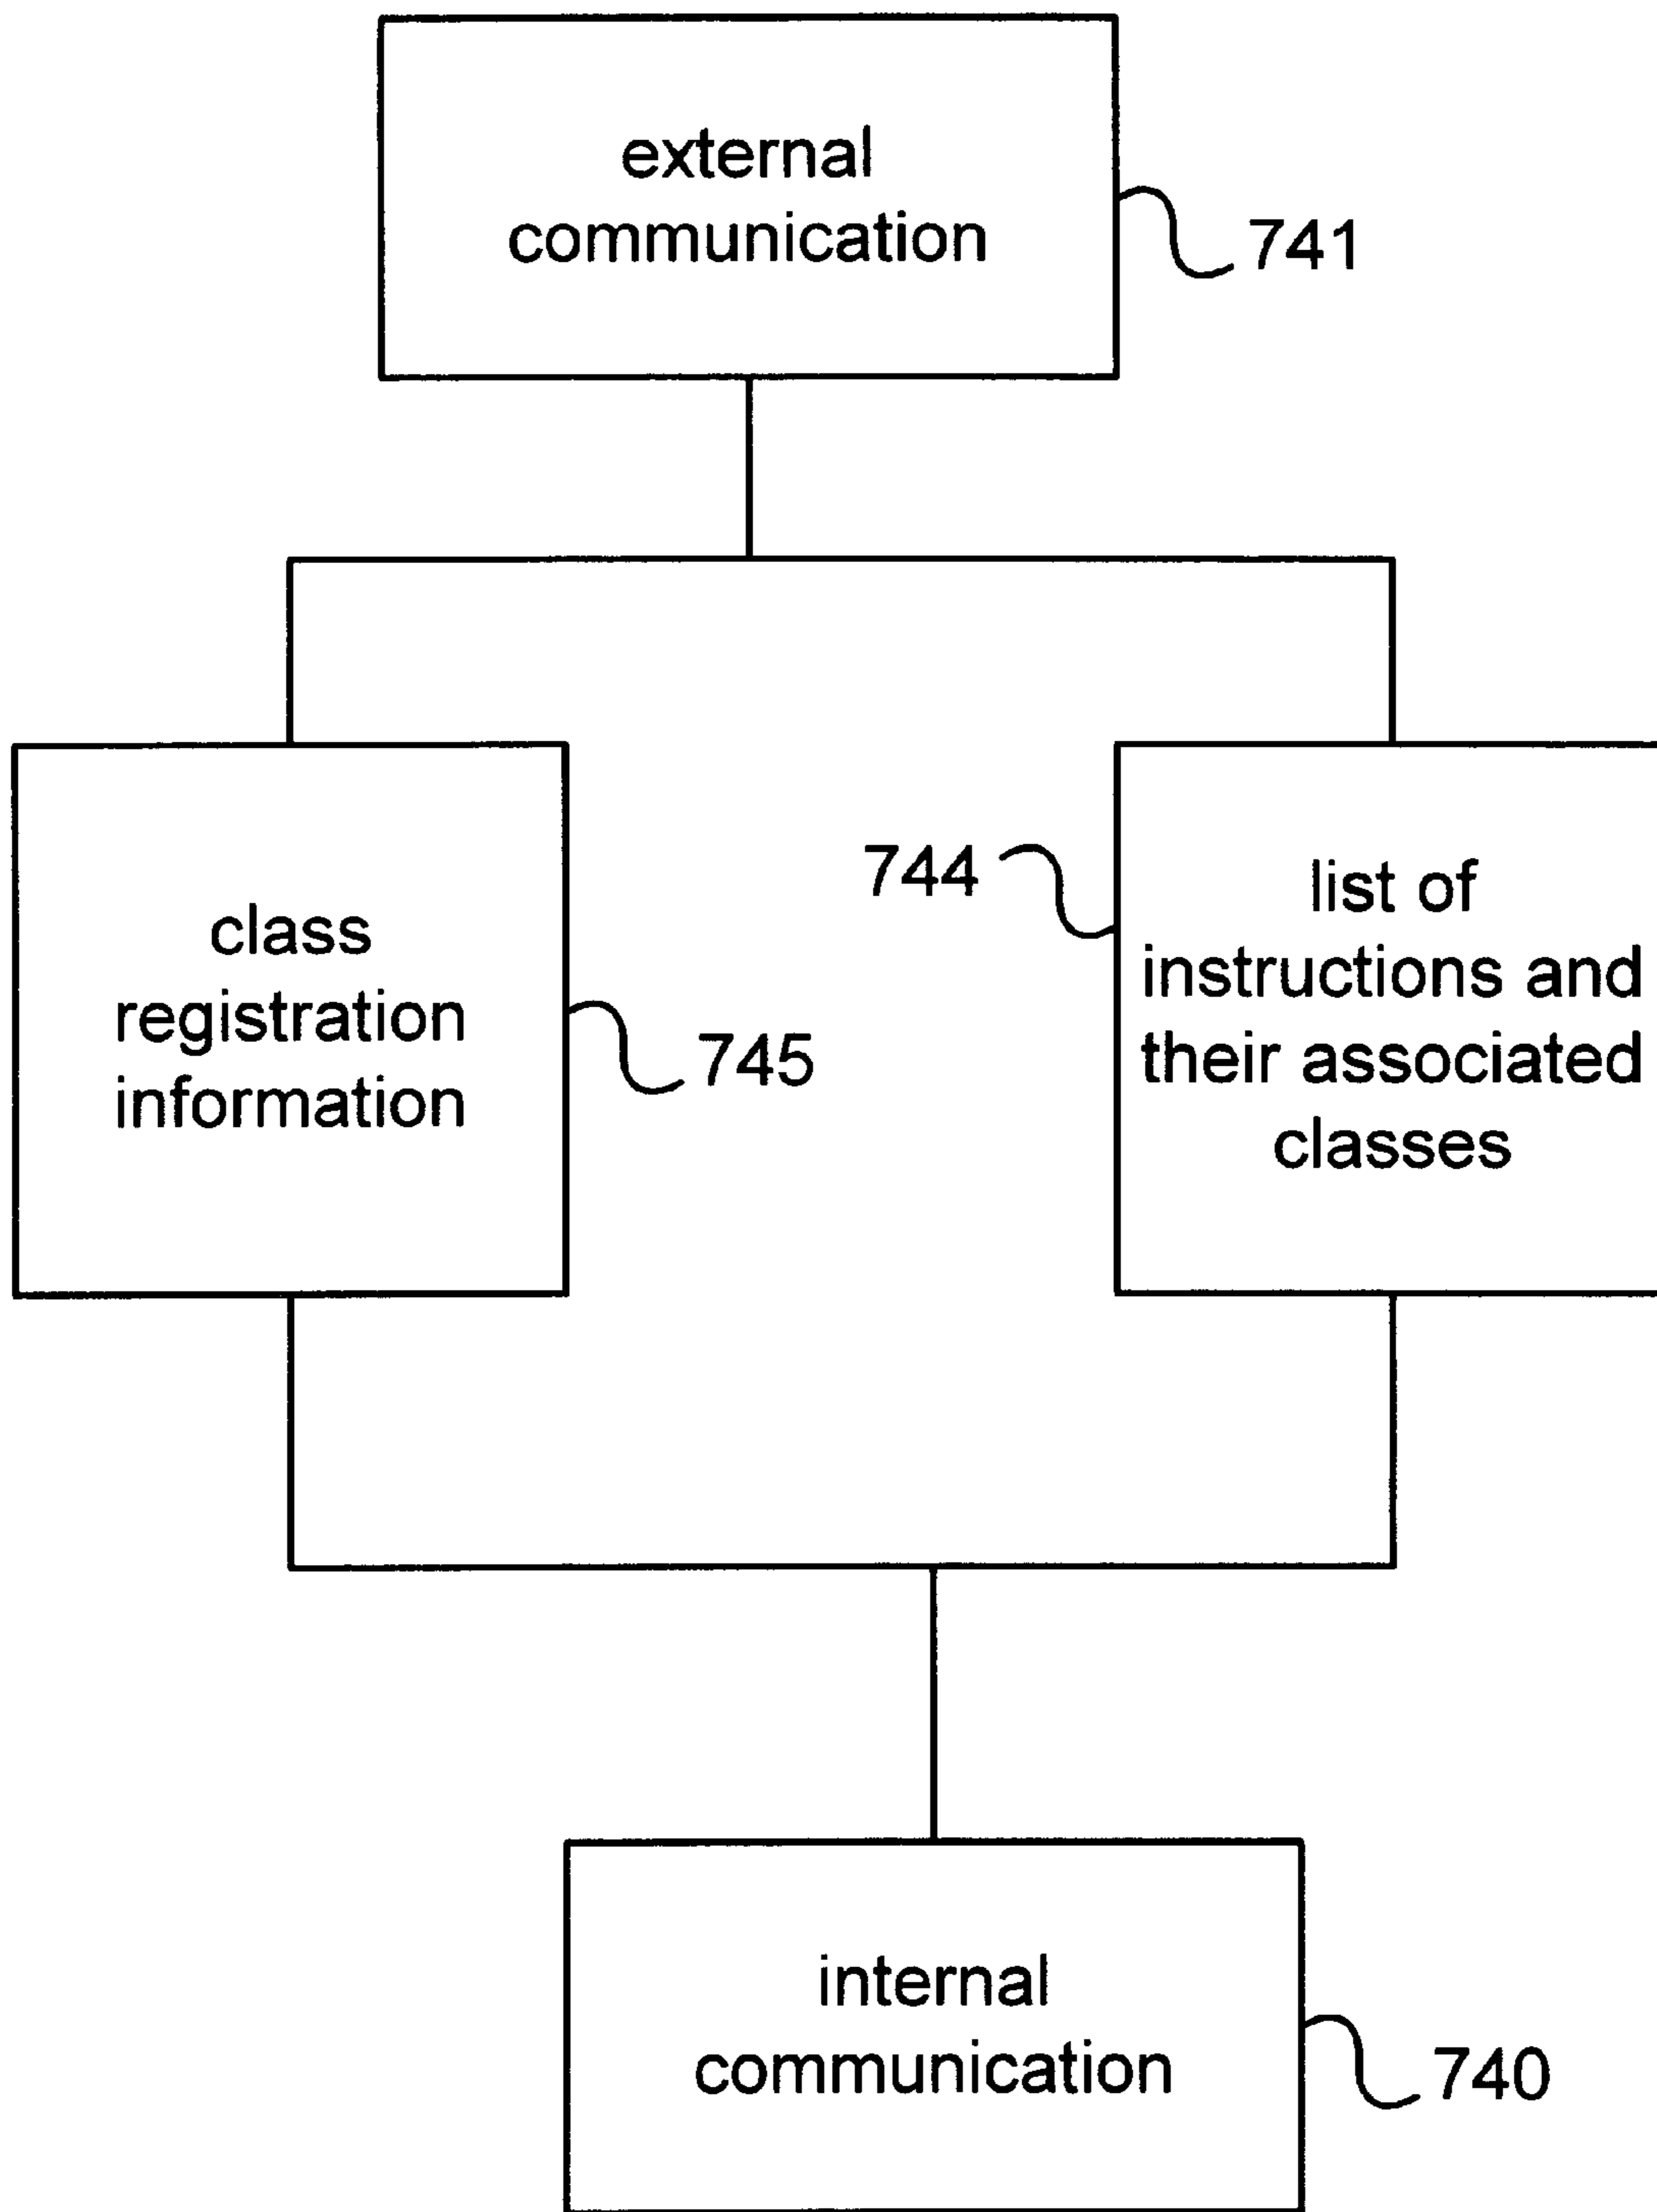 external
communication
741
class
registration
information
745
744
list of
instructions and
their associated
classes
internal
communication
740